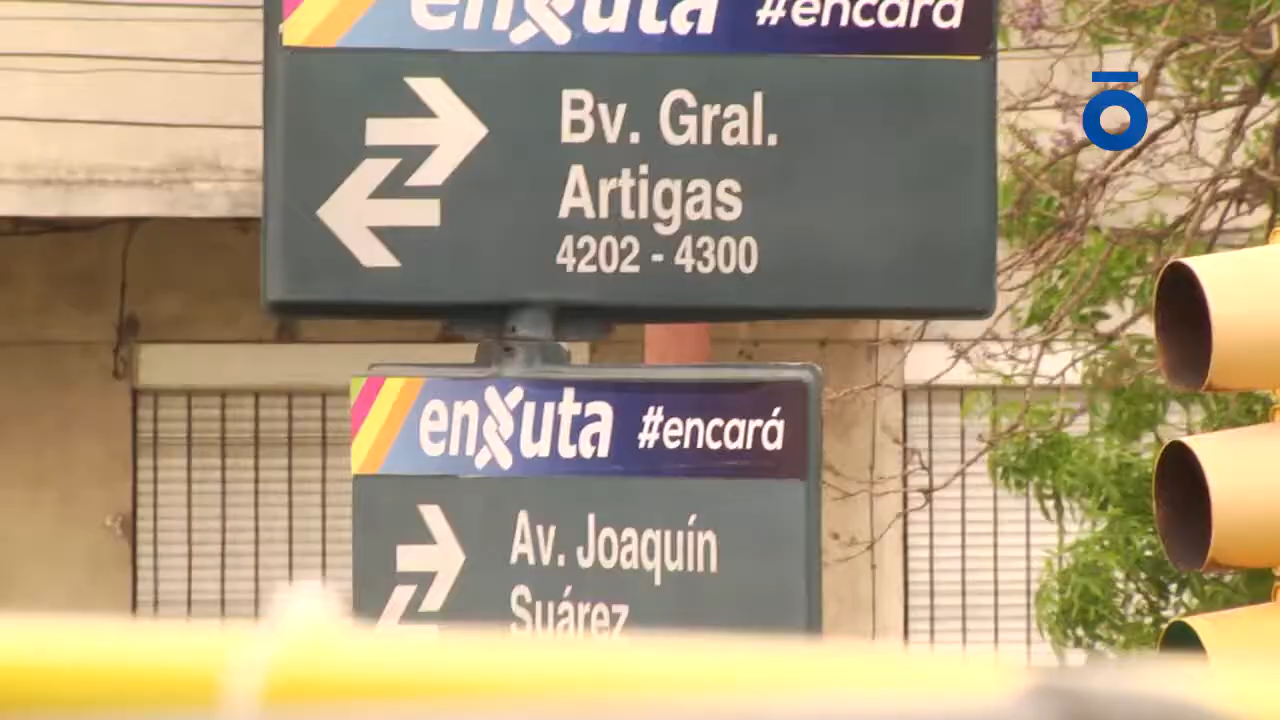 enxuta #encará
Bv. Gral.
Artigas
4202 - 4300
enxuta #encará
Av. Joaquín
Suárez